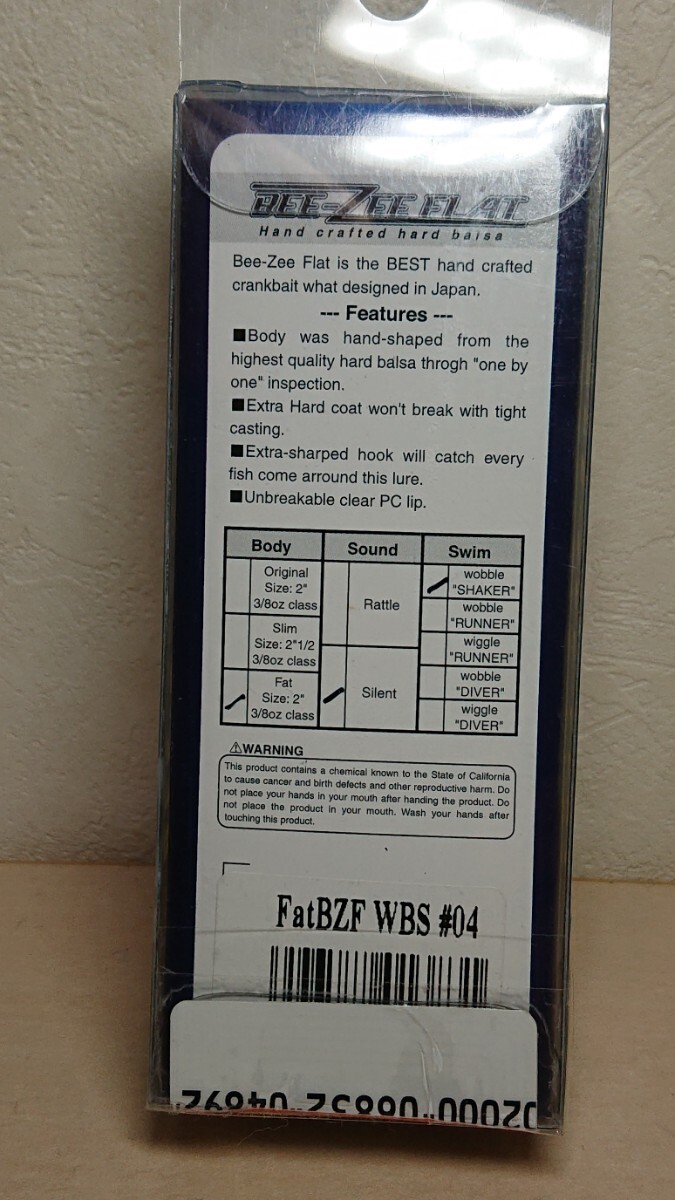 BEE-ZEE FLAT
Hand crafted hard balsa
Bee-Zee Flat is the BEST hand crafted
crankbait what designed in Japan.
--- Features ---
■Body was hand-shaped from the
highest quality hard balsa throgh "one by
one" inspection.
■Extra Hard coat won't break with tight
casting.
■Extra-sharped hook will catch every
fish come arround this lure.
■Unbreakable clear PC lip.
Body Sound Swim
Original
Size: 2"
3/8oz class
Slim
Size: 2"1/2
3/8oz class
Fat
Size: 2"
3/8oz class
Rattle
Silent
wobble
"SHAKER"
wobble
"RUNNER"
wiggle
"RUNNER"
wobble
"DIVER"
wiggle
"DIVER"
⚠WARNING
This product contains a chemical known to the State of California
to cause cancer and birth defects and other reproductive harm. Do
not place your hands in your mouth after handing the product. Do
not place the product in your mouth. Wash your hands after
touching this product.
FatBZF WBS #04